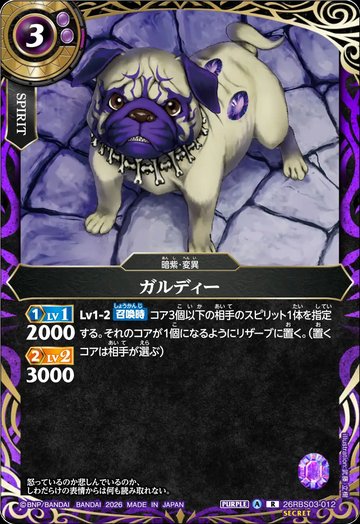 3
SPIRIT
暗紫・変異
あんし へんい
ガルディー
1 LV1
2000
2 LV2
3000
Lv1-2 召喚時 コア3個以下の相手のスピリット1体を指定
する。それのコアが1個になるようにリザーブに置く。(置く
コアは相手が選ぶ)
怒っているのか悲しんでいるのか、
しわだらけの表情からは何も読み取れない。
©BNP/BANDAI ©BANDAI 2026 MADE IN JAPAN
PURPLE A R 26RBS03-012
SECRET